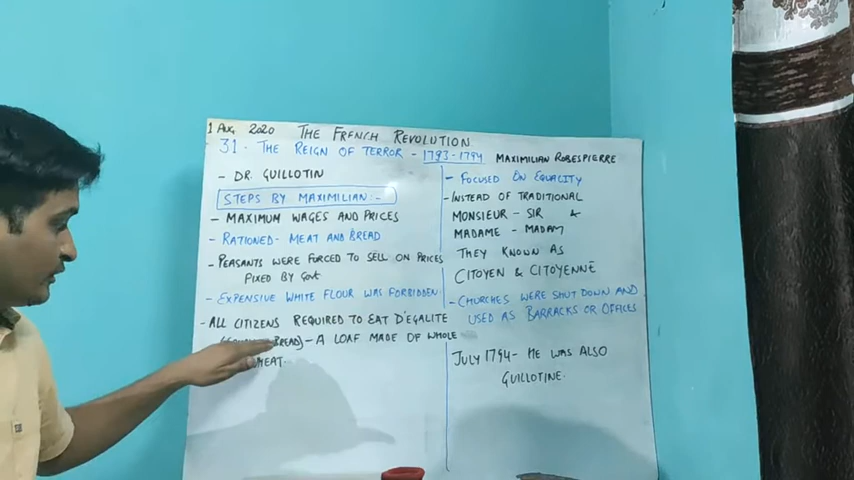 1 Aug 2020 THE FRENCH REVOLUTION
31. THE REIGN OF TERROR - 1793-1794 MAXIMILIAN ROBESPIERRE
- DR. GUILLOTIN
STEPS BY MAXIMILIAN :-
- MAXIMUM WAGES AND PRICES
- RATIONED - MEAT AND BREAD
- PEASANTS WERE FORCED TO SELL ON PRICES
FIXED BY GOVT
- EXPENSIVE WHITE FLOUR WAS FORBIDDEN
- ALL CITIZENS REQUIRED TO EAT D'EGALITE
BREAD) - A LOAF MADE OF WHOLE
- FOCUSED ON EQUALITY
- INSTEAD OF TRADITIONAL
MONSIEUR - SIR &
MADAME - MADAM
THEY KNOWN AS
CITOYEN & CITOYENNE
- CHURCHES WERE SHUT DOWN AND
USED AS BARRACKS OR OFFICES
JULY 1794 - HE WAS ALSO
GUILLOTINE.